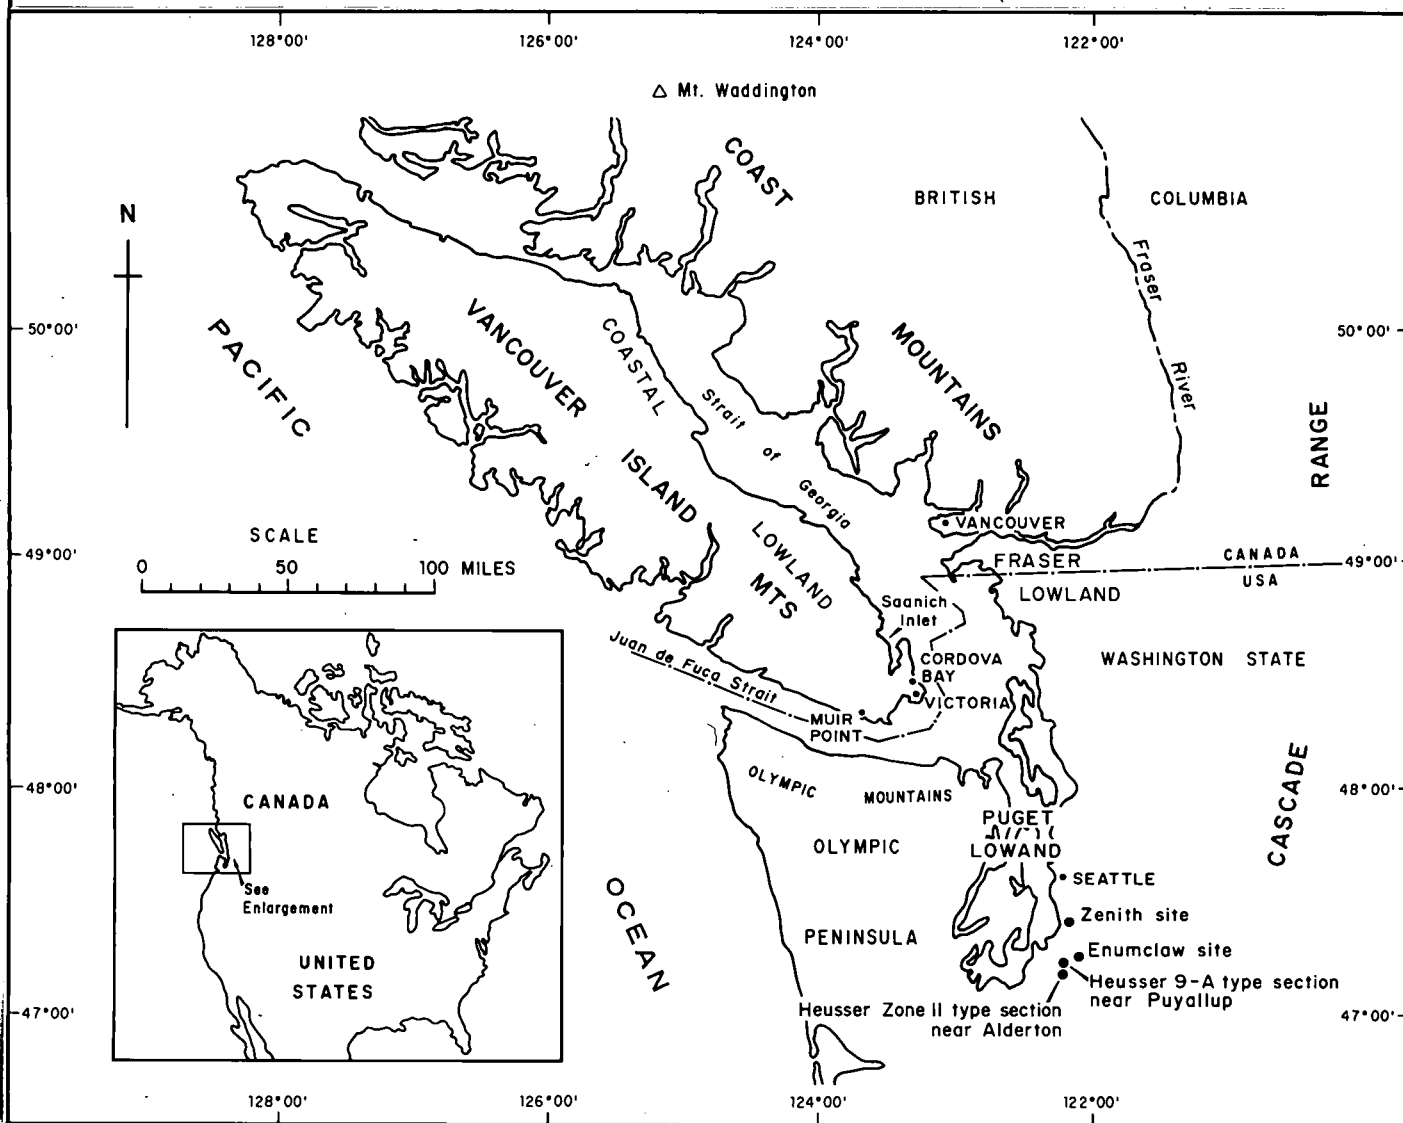 128°00' 126°00' 124°00' 122°00'
Mt. Waddington
COAST
BRITISH COLUMBIA
N
Fraser
River
50°00' 50°00'
PACIFIC
VANCOUVER
COASTAL
MOUNTAINS
Strait
of
Georgia
RANGE
ISLAND
SCALE
LOWLAND
VANCOUVER
49°00' FRASER CANADA 49°00'
0 50 100 MILES
USA
MTS
LOWLAND
Saanich
Inlet
Juan de Fuca Strait
CORDOVA
BAY
WASHINGTON STATE
VICTORIA
MUIR
POINT
OLYMPIC
MOUNTAINS
48°00' 48°00'
CANADA
PUGET
LOWAND
CASCADE
OLYMPIC
SEATTLE
See
Enlargement
OCEAN
Zenith site
PENINSULA
Enumclaw site
UNITED
STATES
Heusser 9-A type section
near Puyallup
Heusser Zone II type section
near Alderton
47°00' 47°00'
128°00' 126°00' 124°00' 122°00'